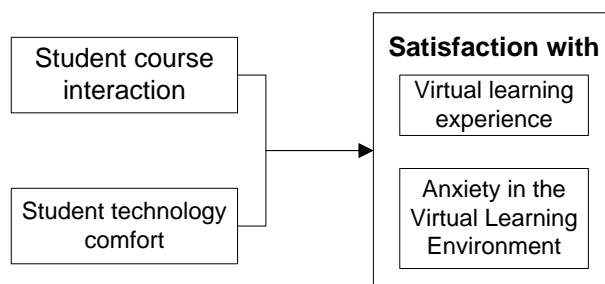 Student course
interaction
Student technology
comfort
Satisfaction with
Virtual learning
experience
Anxiety in the
Virtual Learning
Environment